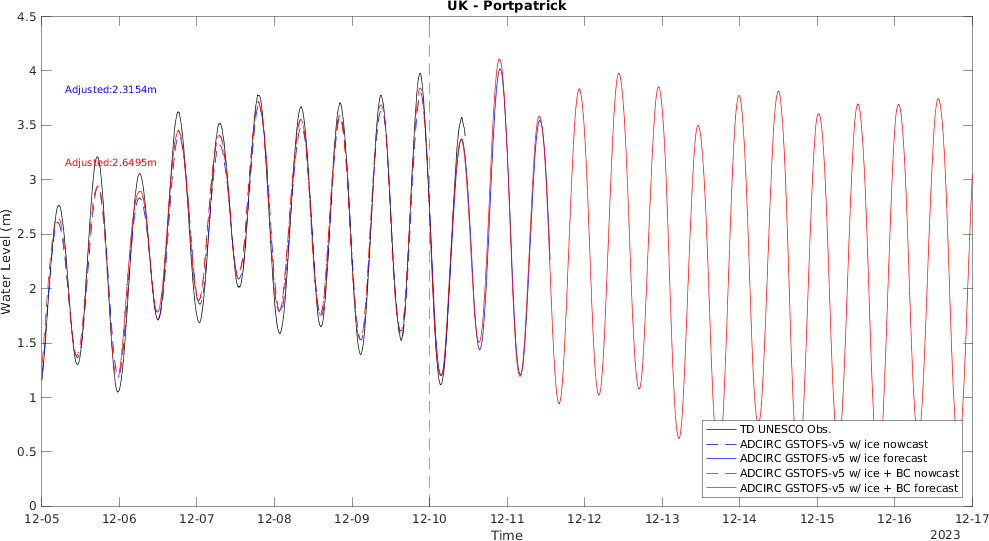 UK - Portpatrick
4.5
4
3.5
3
2.5
2
1.5
1
0.5
0
Water Level (m)
Adjusted:2.3154m
Adjusted:2.6495m
TD UNESCO Obs.
ADCIRC GSTOFS-v5 w/ ice nowcast
ADCIRC GSTOFS-v5 w/ ice forecast
ADCIRC GSTOFS-v5 w/ ice + BC nowcast
ADCIRC GSTOFS-v5 w/ ice + BC forecast
12-05 12-06 12-07 12-08 12-09 12-10 12-11 12-12 12-13 12-14 12-15 12-16 12-17
Time
2023